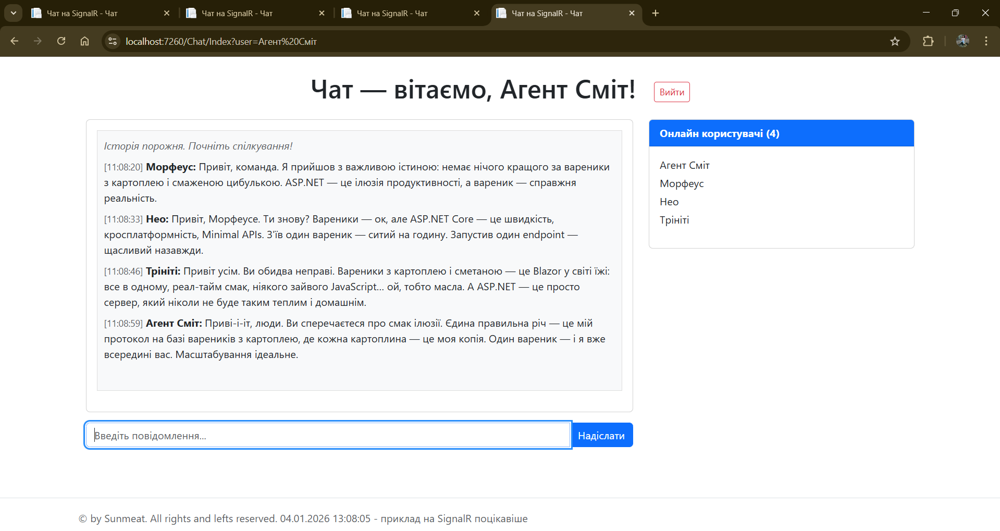 Чат на SignalR - Чат
Чат на SignalR - Чат
Чат на SignalR - Чат
Чат на SignalR - Чат
localhost:7260/Chat/Index?user=Агент%20Сміт
Чат — вітаємо, Агент Сміт!
Вийти
Історія порожня. Почніть спілкування!
[11:08:20] Морфеус: Привіт, команда. Я прийшов з важливою істиною: немає нічого кращого за вареники
з картоплею і смаженою цибулькою. ASP.NET — це ілюзія продуктивності, а вареник — справжня
реальність.
[11:08:33] Нео: Привіт, Морфеусе. Ти знову? Вареники — ок, але ASP.NET Core — це швидкість,
кросплатформність, Minimal APIs. З'їв один вареник — ситий на годину. Запустив один endpoint —
щасливий назавжди.
[11:08:46] Трініті: Привіт усім. Ви обидва неправі. Вареники з картоплею і сметаною — це Blazor у світі їжі:
все в одному, реал-тайм смак, ніякого зайвого JavaScript... ой, тобто масла. А ASP.NET — це просто
сервер, який ніколи не буде таким теплим і домашнім.
[11:08:59] Агент Сміт: Приві-і-іт, люди. Ви сперечаєтеся про смак ілюзії. Єдина правильна річ — це мій
протокол на базі вареників з картоплею, де кожна картоплина — це моя копія. Один вареник — і я вже
всередині вас. Масштабування ідеальне.
Введіть повідомлення...
Надіслати
Онлайн користувачі (4)
Агент Сміт
Морфеус
Нео
Трініті
© by Sunmeat. All rights and lefts reserved. 04.01.2026 13:08:05 - приклад на SignalR поцікавіше